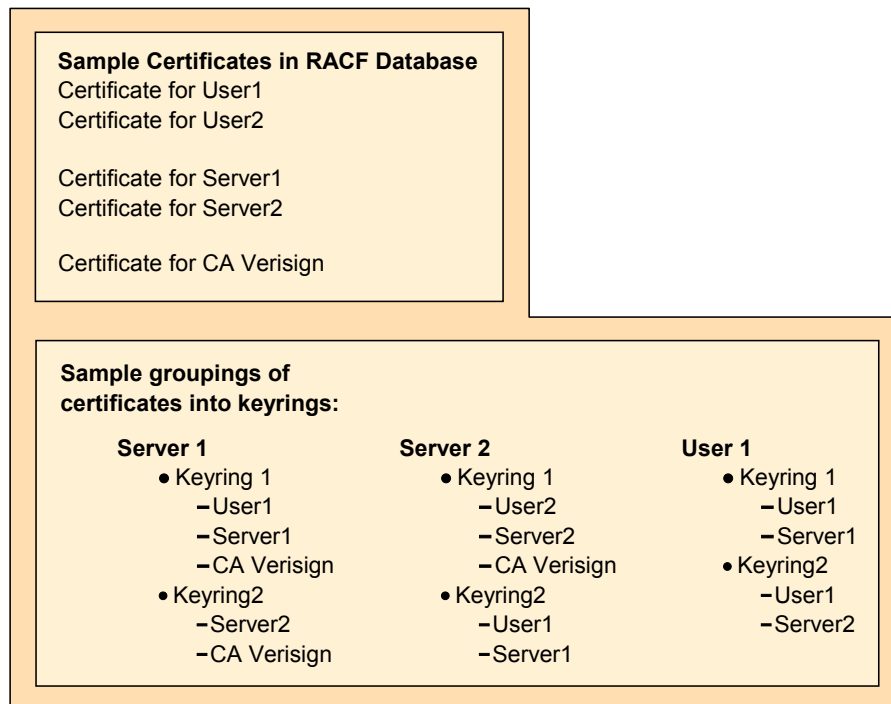 Sample Certificates in RACF Database
Certificate for User1
Certificate for User2
Certificate for Server1
Certificate for Server2
Certificate for CA Verisign
Sample groupings of
certificates into keyrings:
Server 1
• Keyring 1
–User1
–Server1
–CA Verisign
• Keyring2
–Server2
–CA Verisign
Server 2
• Keyring 1
–User2
–Server2
–CA Verisign
• Keyring2
–User1
–Server1
User 1
• Keyring 1
–User1
–Server1
• Keyring2
–User1
–Server2